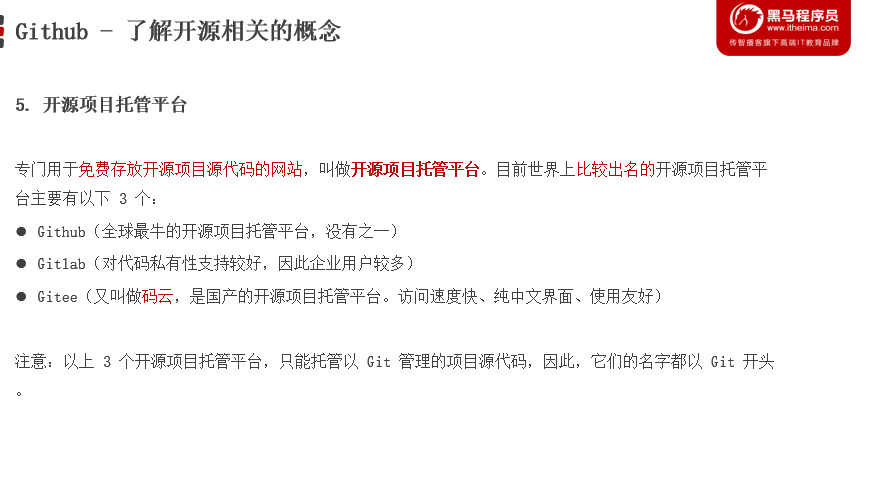 Github - 了解开源相关的概念
黑马程序员
www.itheima.com
传智播客旗下高端IT教育品牌
5. 开源项目托管平台
专门用于免费存放开源项目源代码的网站，叫做开源项目托管平台。目前世界上比较出名的开源项目托管平
台主要有以下 3 个：
● Github（全球最牛的开源项目托管平台，没有之一）
● Gitlab（对代码私有性支持较好，因此企业用户较多）
● Gitee（又叫做码云，是国产的开源项目托管平台。访问速度快、纯中文界面、使用友好）
注意：以上 3 个开源项目托管平台，只能托管以 Git 管理的项目源代码，因此，它们的名字都以 Git 开头
。